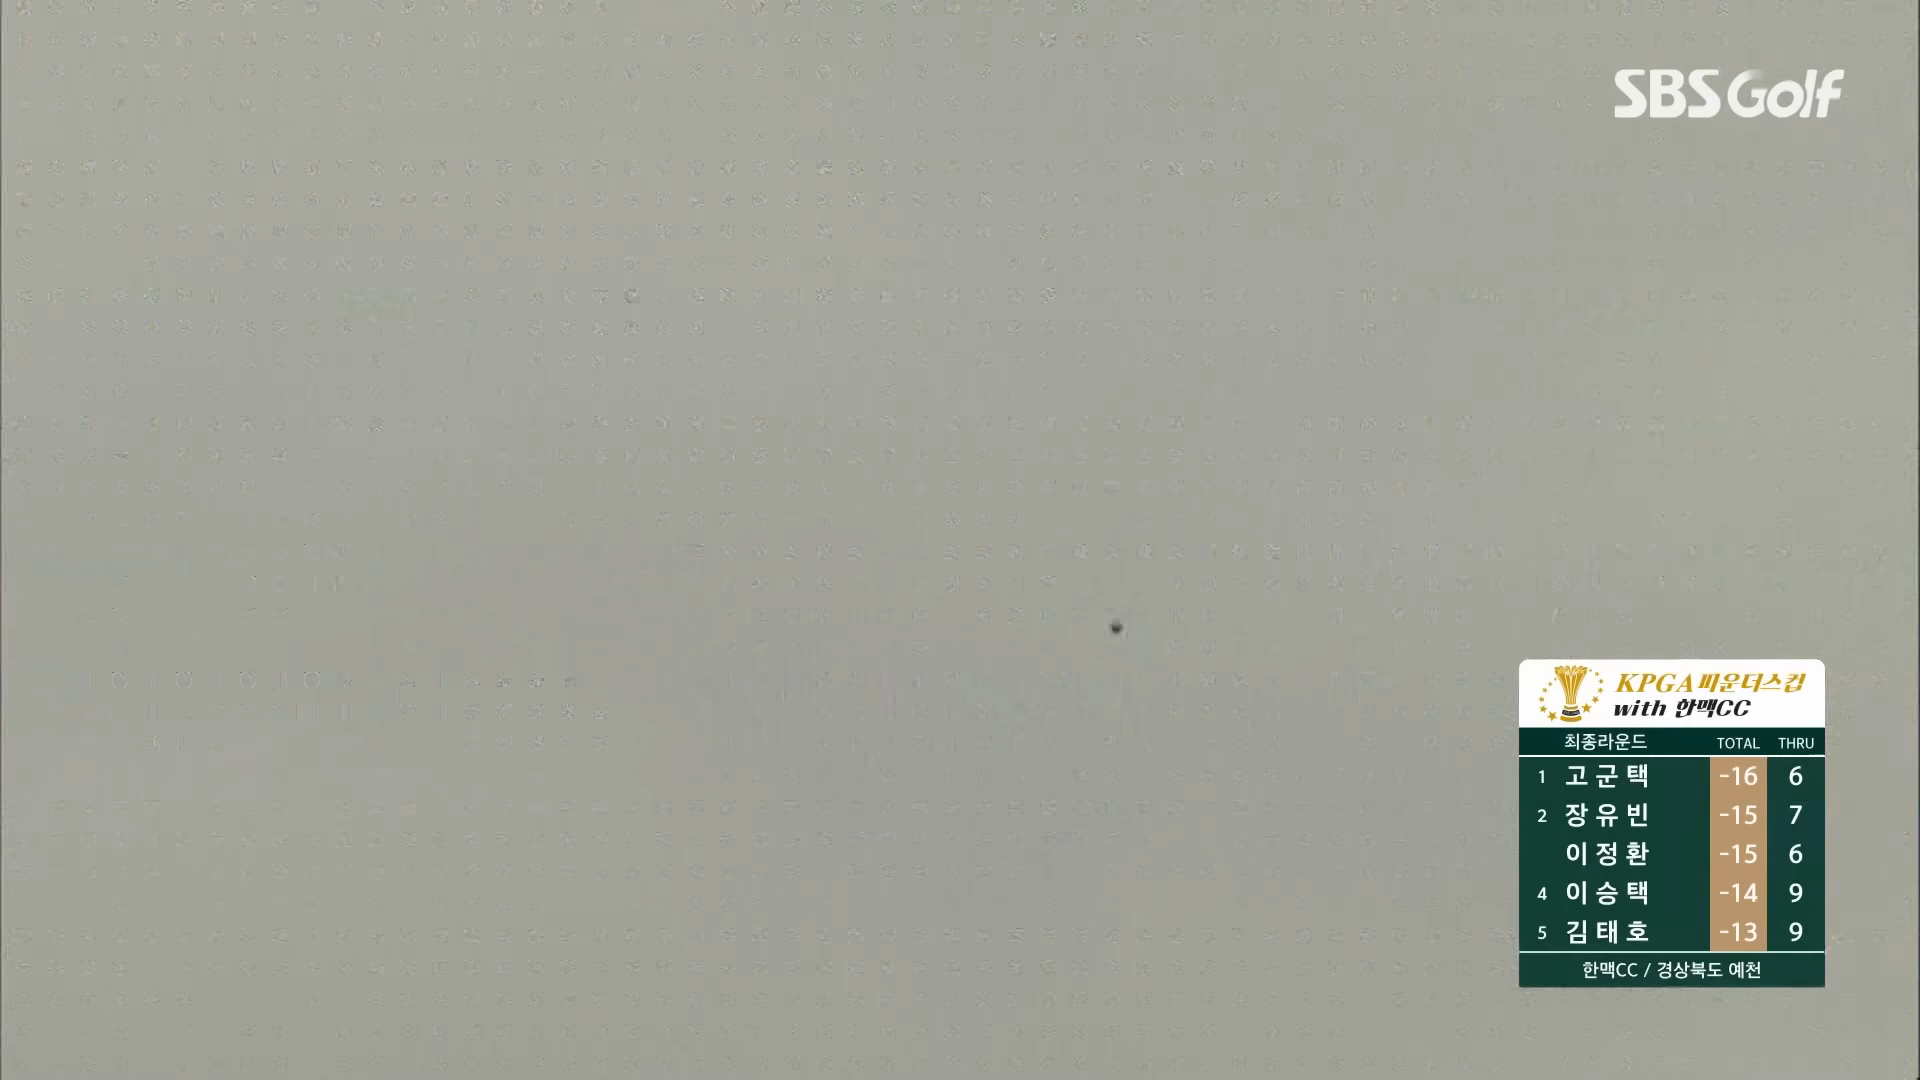 SBS Golf
KPGA 파운더스컵
with 한맥CC
최종라운드 TOTAL THRU
1 고군택 -16 6
2 장유빈 -15 7
이정환 -15 6
4 이승택 -14 9
5 김태호 -13 9
한맥CC / 경상북도 예천